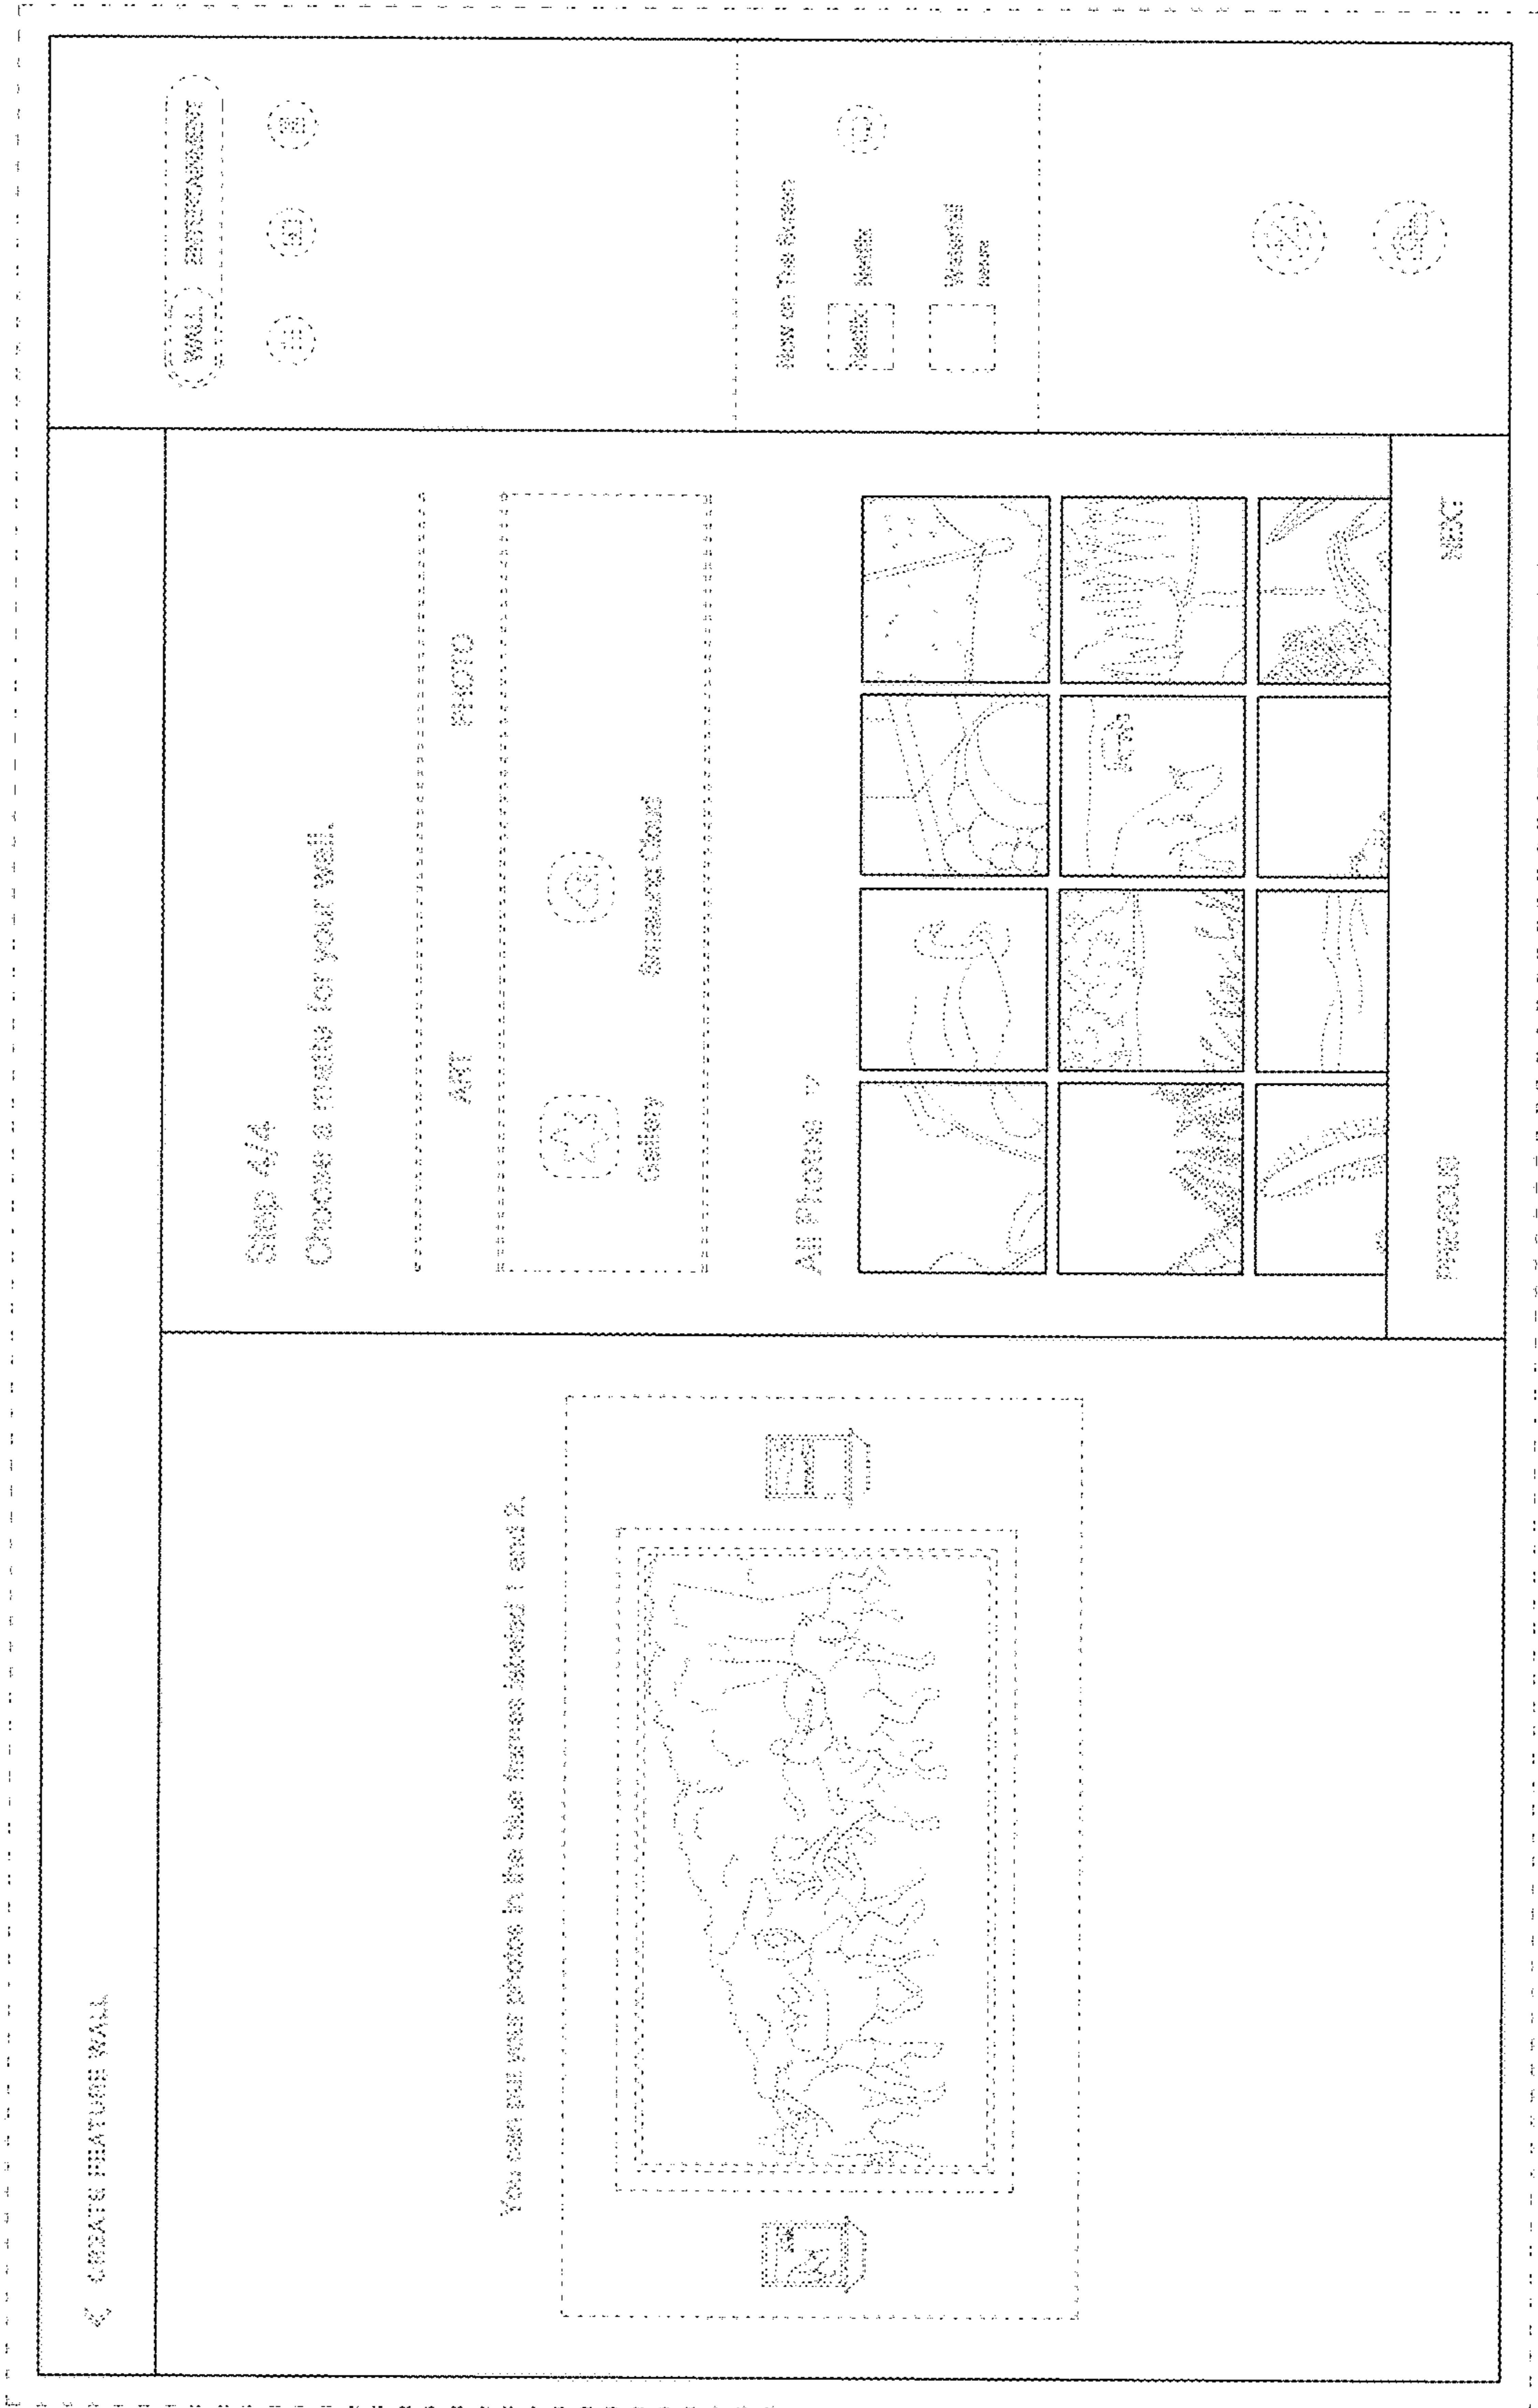 CREATE FEATURE WALL
You can put your photos in the blue frames labeled 1 and 2.
Step 4/4
Choose a matte for your wall.
ART PHOTO
Gallery Samsung Cloud
All Photos
PREVIOUS NEXT
WALL ENTERTAINMENT
Now on The Screen